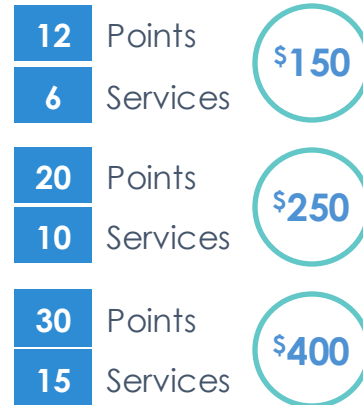 12 Points
$150
6 Services
20 Points
$250
10 Services
30 Points
$400
15 Services